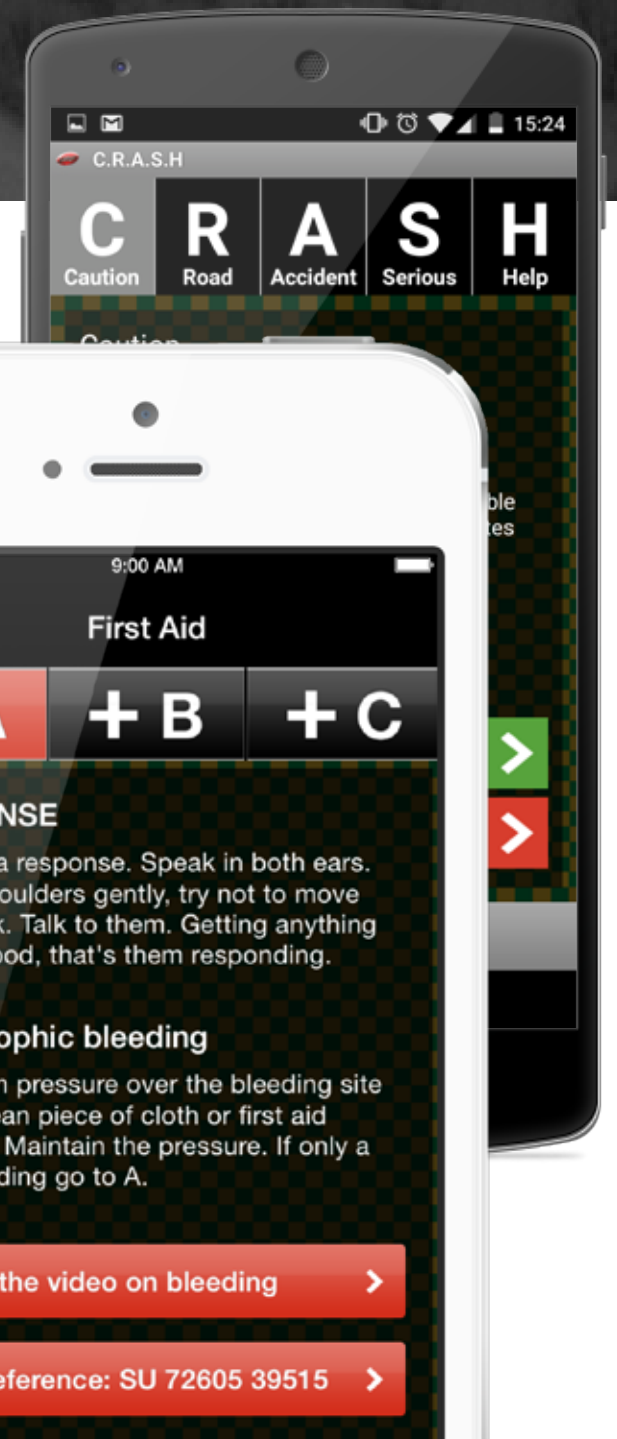 15:24
C.R.A.S.H
C R A S H
Caution Road Accident Serious Help
Caution
9:00 AM
First Aid
A + B + C
NSE
a response. Speak in both ears.
oulders gently, try not to move
k. Talk to them. Getting anything
ood, that's them responding.
ophic bleeding
n pressure over the bleeding site
ean piece of cloth or first aid
Maintain the pressure. If only a
ding go to A.
the video on bleeding
eference: SU 72605 39515
ble
es